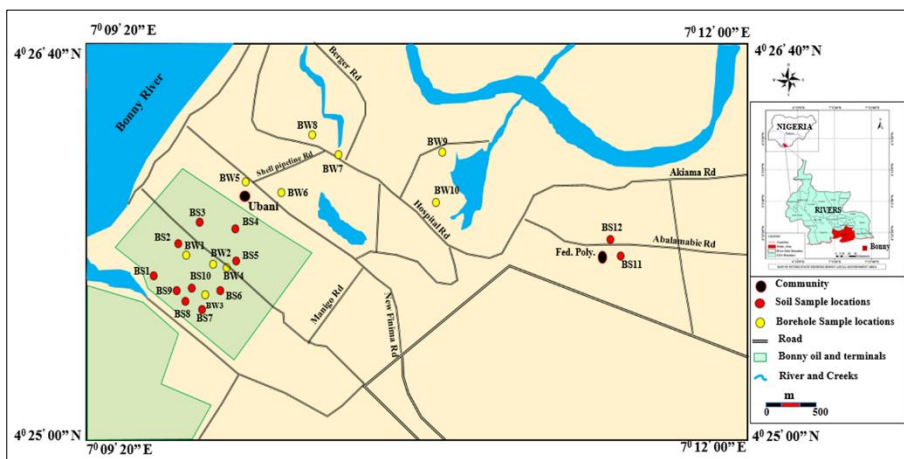 7⁰ 09' 20'' E
7⁰ 12' 00'' E
4⁰ 26' 40'' N
4⁰ 26' 40'' N
Bonny River
Berger Rd
BW8
BW9
Shell pipeline Rd
BW7
BW5
BW6
Ubani
BW10
Hospital Rd
Akiama Rd
BS3
BS4
BS12
Abalamabie Rd
BS2
BW1
BW2
BS5
Fed. Poly.
BS11
BS1
BS10
BW4
BS9
BS6
BS8
BS7
BW3
Manigo Rd
New Finima Rd
4⁰ 25' 00'' N
4⁰ 25' 00'' N
7⁰ 09' 20'' E
7⁰ 12' 00'' E
NIGERIA
RIVERS
Bonny
Community
Soil Sample locations
Borehole Sample locations
Road
Bonny oil and terminals
River and Creeks
m
0 500